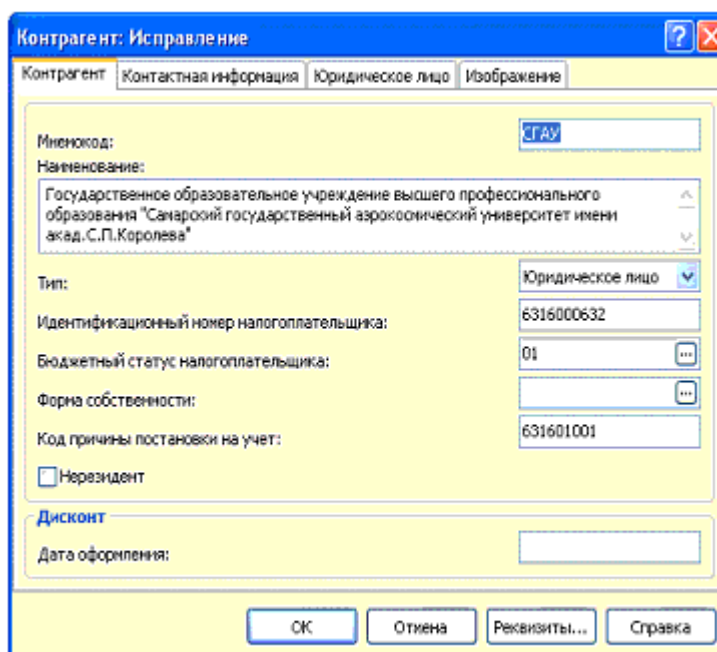 Контрагент: Исправление
Контрагент Контактная информация Юридическое лицо Изображение
Мнемокод: СГАУ
Наименование:
Государственное образовательное учреждение высшего профессионального
образования "Самарский государственный аэрокосмический университет имени
акад.С.П.Королева"
Тип: Юридическое лицо
Идентификационный номер налогоплательщика: 6316000632
Бюджетный статус налогоплательщика: 01
Форма собственности:
Код причины постановки на учет: 631601001
Нерезидент
Дисконт
Дата оформления:
ОК Отмена Реквизиты... Справка